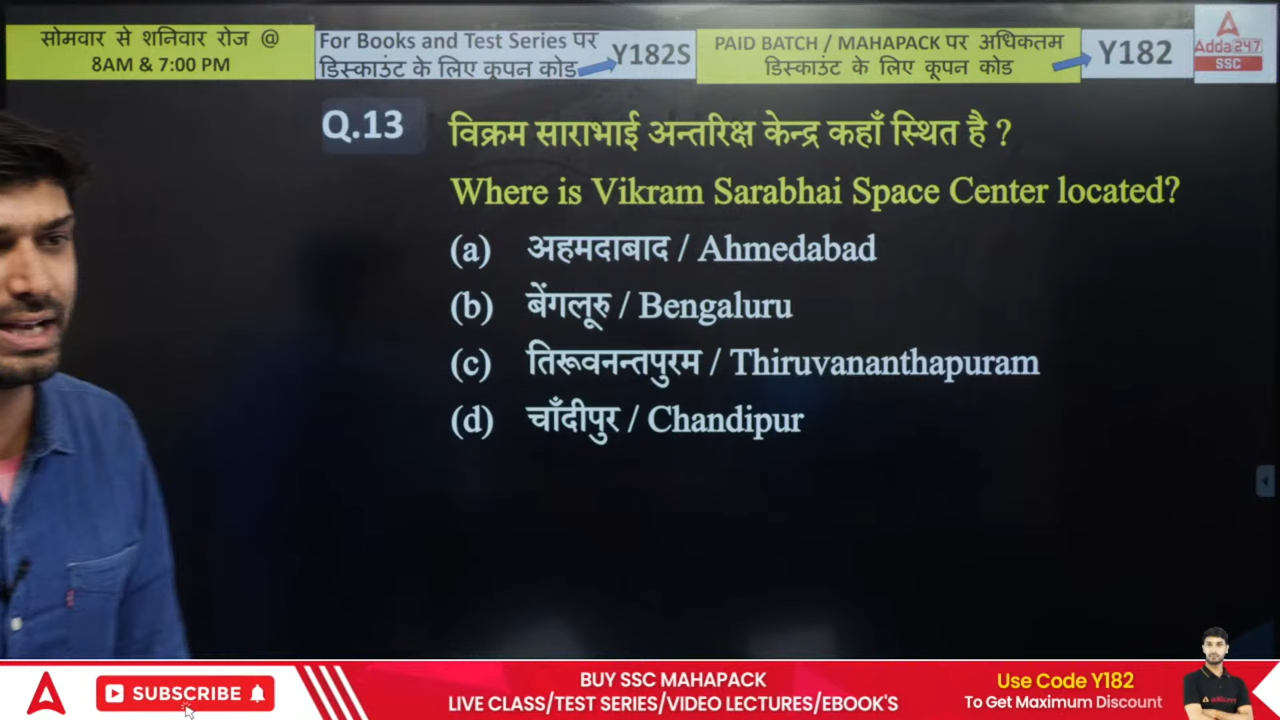 सोमवार से शनिवार रोज @
8AM & 7:00 PM
For Books and Test Series पर
डिस्काउंट के लिए कूपन कोड
Y182S
PAID BATCH / MAHAPACK पर अधिकतम
डिस्काउंट के लिए कूपन कोड
Y182
Adda247
SSC
Q.13
विक्रम साराभाई अन्तरिक्ष केन्द्र कहाँ स्थित है ?
Where is Vikram Sarabhai Space Center located?
(a) अहमदाबाद / Ahmedabad
(b) बेंगलूरु / Bengaluru
(c) तिरूवनन्तपुरम / Thiruvananthapuram
(d) चाँदीपुर / Chandipur
SUBSCRIBE
BUY SSC MAHAPACK
LIVE CLASS/TEST SERIES/VIDEO LECTURES/EBOOK'S
Use Code Y182
To Get Maximum Discount